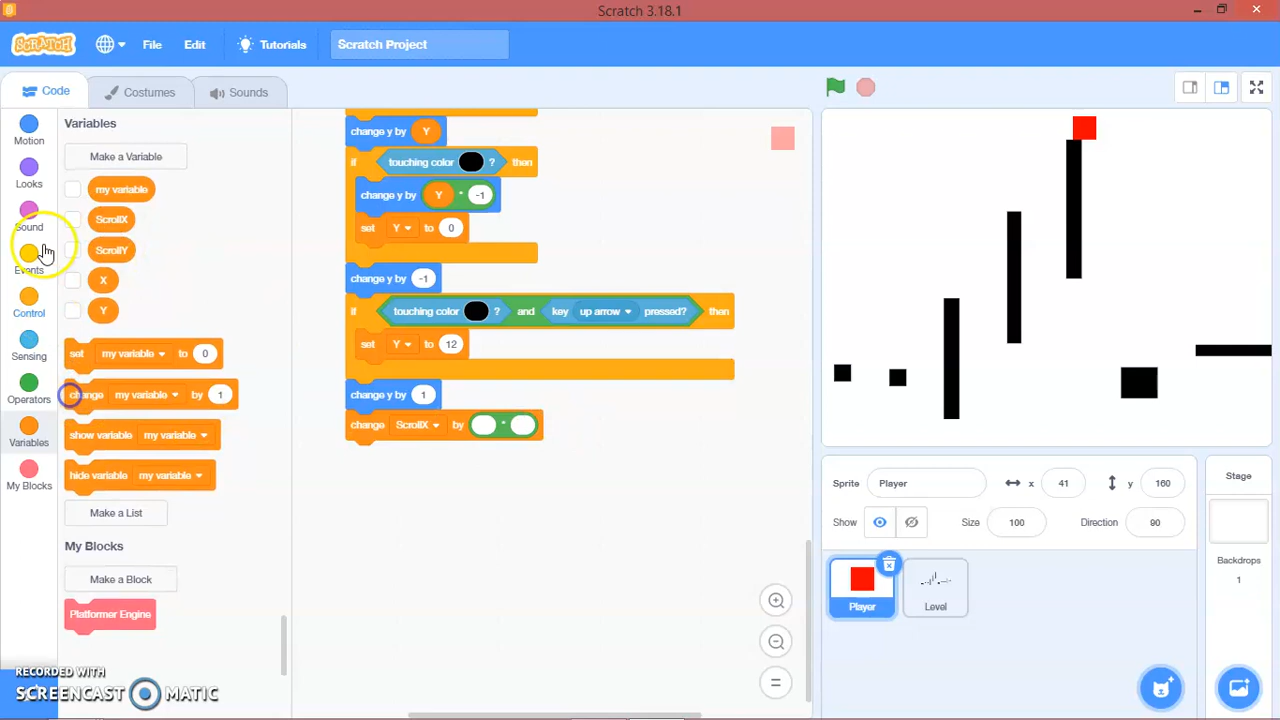 Scratch 3.18.1
SCRATCH File Edit Tutorials Scratch Project
Code Costumes Sounds
Motion
Looks
Sound
Events
Control
Sensing
Operators
Variables
My Blocks
Variables
Make a Variable
my variable
ScrollX
ScrollY
X
Y
set my variable to 0
change my variable by 1
show variable my variable
hide variable my variable
Make a List
My Blocks
Make a Block
Platformer Engine
change y by Y
if touching color ? then
change y by Y * -1
set Y to 0
change y by -1
if touching color ? and key up arrow pressed? then
set Y to 12
change y by 1
change ScrollX by *
Sprite Player x 41 y 160
Show Size 100 Direction 90
Player
Level
Stage
Backdrops
1
RECORDED WITH
SCREENCAST MATIC